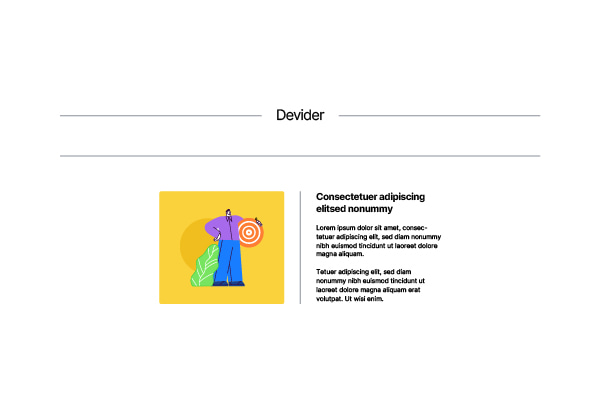 Devider
Consectetuer adipiscing
elitsed nonummy
Lorem ipsum dolor sit amet, consec-
tetuer adipiscing elit, sed diam nonummy
nibh euismod tincidunt ut laoreet dolore
magna aliquam.
Tetuer adipiscing elit, sed diam
nonummy nibh euismod tincidunt ut
laoreet dolore magna aliquam erat
volutpat. Ut wisi enim.